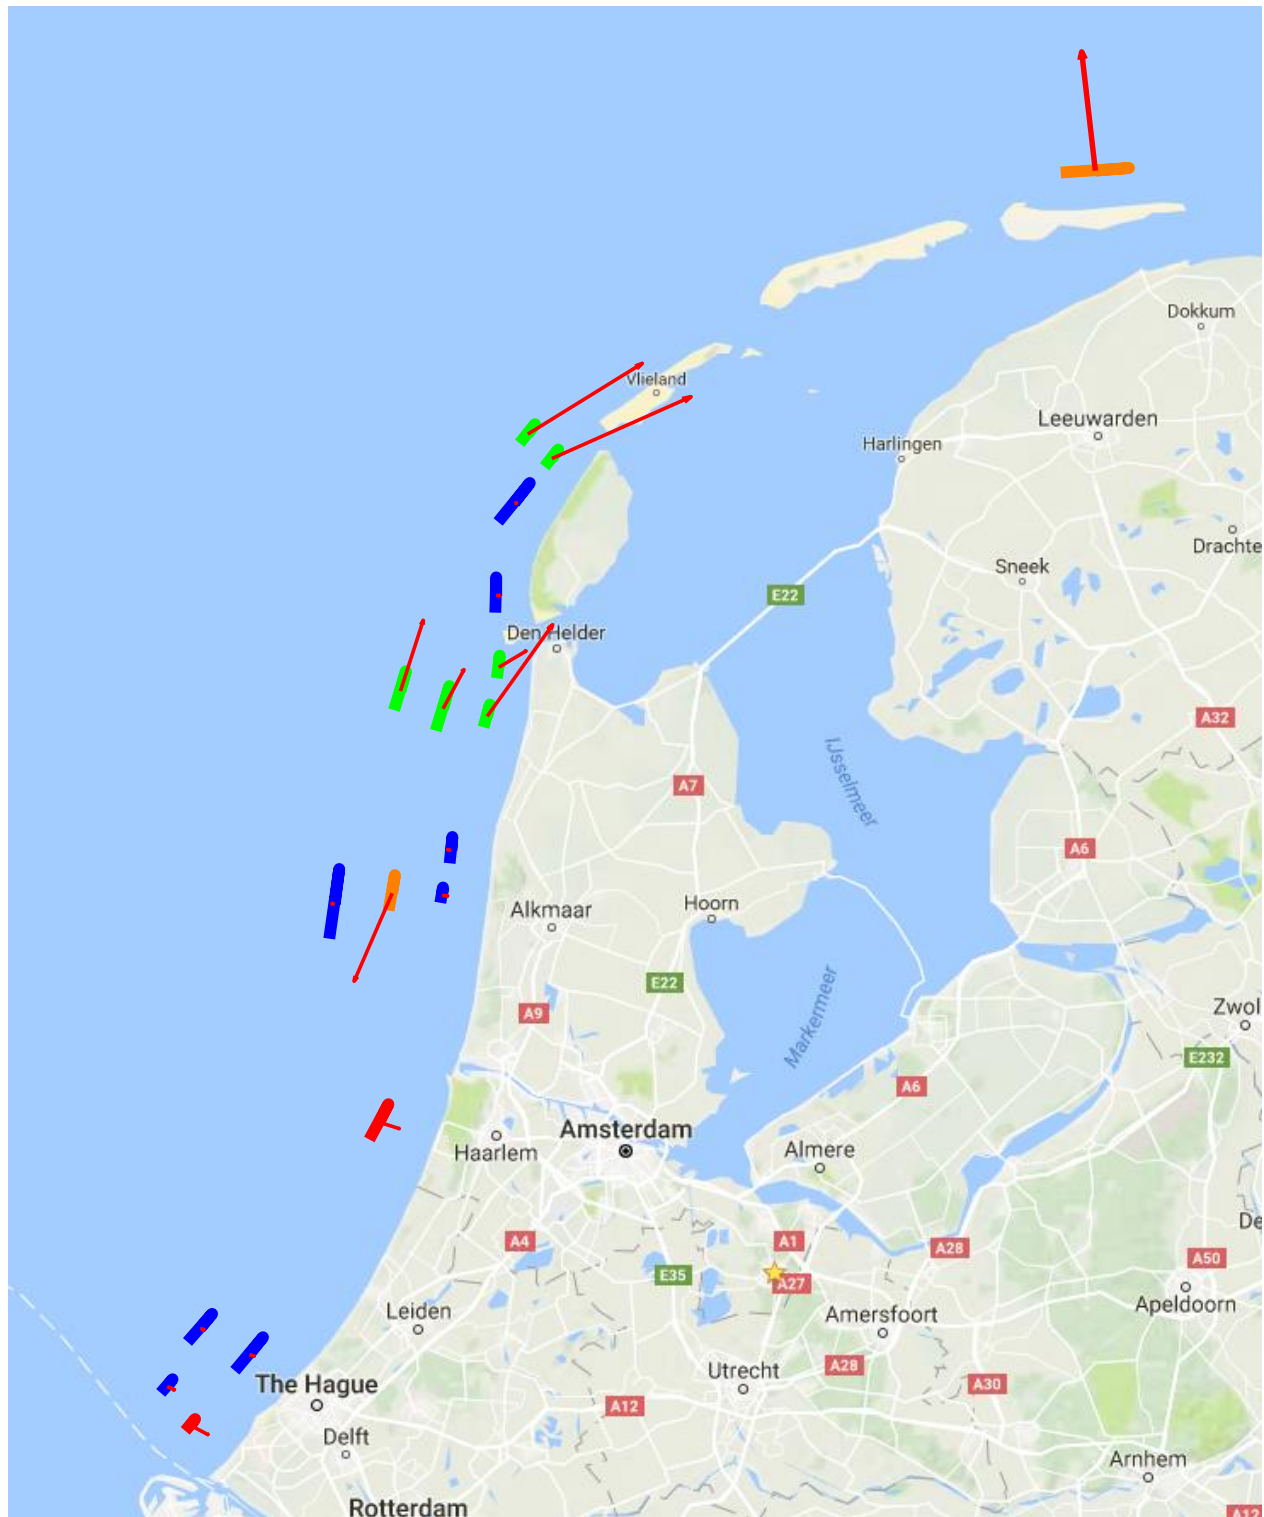 Dokkum
Vlieland
Leeuwarden
Harlingen
Drachte
Sneek
E22
Den Helder
A32
IJsselmeer
A7
A6
Hoorn
Alkmaar
E22
Zwol
A9
Markermeer
E232
A6
Amsterdam
Haarlem
Almere
De
A4
A1
A28
A50
E35
A27
Apeldoorn
Leiden
Amersfoort
A28
Utrecht
The Hague
A30
A12
Delft
Arnhem
Rotterdam
A12